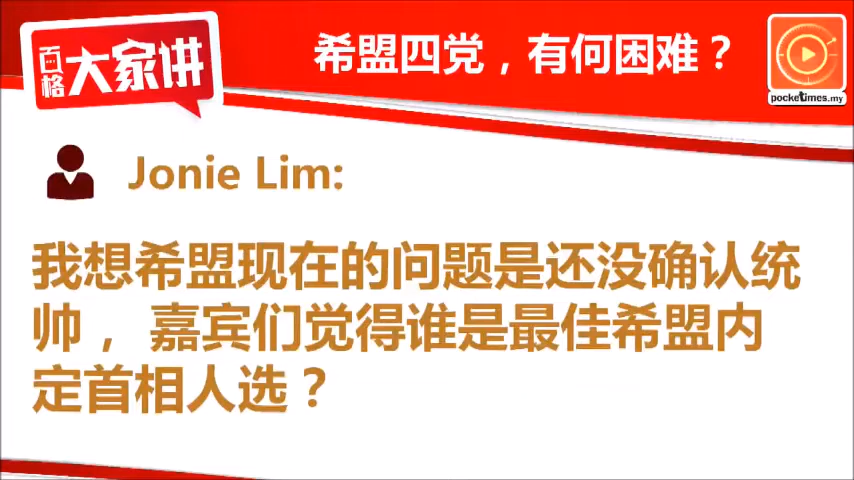 百格
大家讲
希盟四党，有何困难？
pocketimes.my
Jonie Lim:
我想希盟现在的问题是还没确认统
帅， 嘉宾们觉得谁是最佳希盟内
定首相人选？